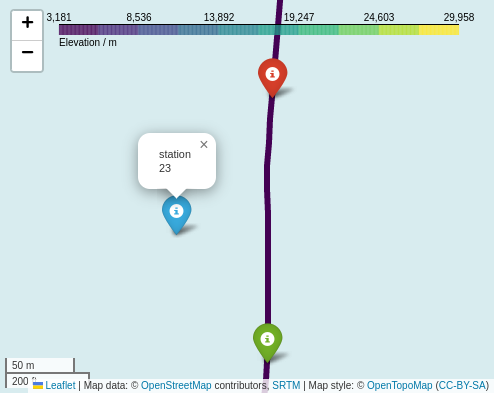 3,181 8,536 13,892 19,247 24,603 29,958
+
Elevation / m
−
×
station
23
50 m
200
Leaflet | Map data: © OpenStreetMap contributors, SRTM | Map style: © OpenTopoMap (CC-BY-SA)